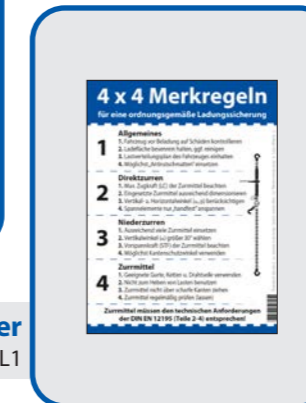 4 x 4 Merkregeln
für eine ordnungsgemäße Ladungssicherung
1
Allgemeines
1. Fahrzeug vor Beladung auf Schäden kontrollieren
2. Ladefläche besenrein halten, ggf. reinigen
3. Lastverteilungsplan des Fahrzeuges einhalten
4. Möglichst „Antirutschmatten" einsetzen
2
Direktzurren
1. Max. Zugkraft (LC) der Zurrmittel beachten
2. Eingesetzte Zurrmittel ausreichend dimensionieren
3. Vertikal- u. Horizontalwinkel (α, β) berücksichtigen
4. Spannelemente nur „handfest" anspannen
3
Niederzurren
1. Ausreichend viele Zurrmittel einsetzen
2. Vertikalwinkel (α) größer 30° wählen
3. Vorspannkraft (STF) der Zurrmittel beachten
4. Möglichst Kantenschutzwinkel verwenden
4
Zurrmittel
1. Geeignete Gurte, Ketten u. Drahtseile verwenden
2. Nicht zum Heben von Lasten benutzen
3. Zurrmittel nicht über scharfe Kanten ziehen
4. Zurrmittel regelmäßig prüfen (lassen)
Zurrmittel müssen den technischen Anforderungen
der DIN EN 12195 (Teile 2-4) entsprechen!
er
L1